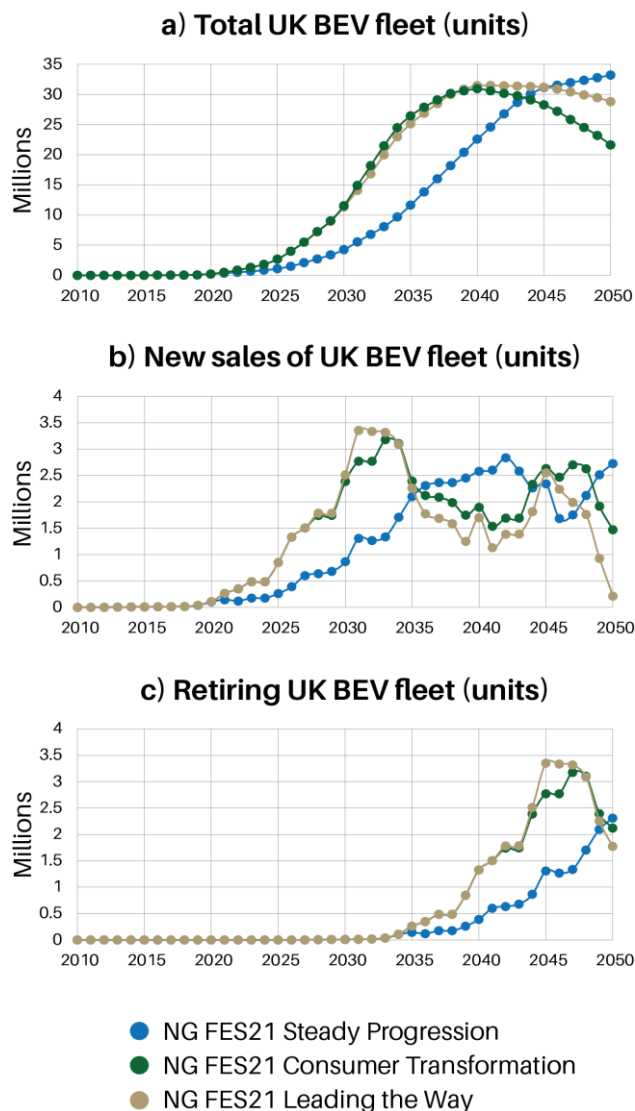 a) Total UK BEV fleet (units)
Millions
35
30
25
20
15
10
5
0
2010 2015 2020 2025 2030 2035 2040 2045 2050
b) New sales of UK BEV fleet (units)
Millions
4
3.5
3
2.5
2
1.5
1
0.5
0
2010 2015 2020 2025 2030 2035 2040 2045 2050
c) Retiring UK BEV fleet (units)
Millions
4
3.5
3
2.5
2
1.5
1
0.5
0
2010 2015 2020 2025 2030 2035 2040 2045 2050
NG FES21 Steady Progression
NG FES21 Consumer Transformation
NG FES21 Leading the Way